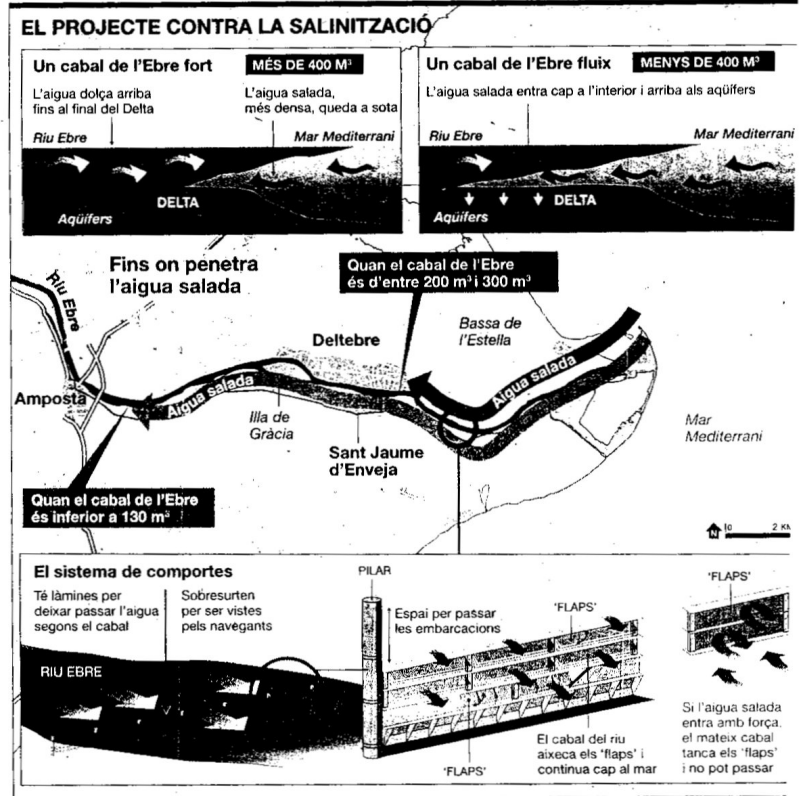 EL PROJECTE CONTRA LA SALINITZACIÓ
Un cabal de l'Ebre fort
MÉS DE 400 M³
L'aigua dolça arriba
fins al final del Delta
L'aigua salada,
més densa, queda a sota
Riu Ebre
Mar Mediterrani
DELTA
Aqüífers
Un cabal de l'Ebre fluix
MENYS DE 400 M³
L'aigua salada entra cap a l'interior i arriba als aqüífers
Riu Ebre
Mar Mediterrani
DELTA
Aqüífers
Fins on penetra
l'aigua salada
Quan el cabal de l'Ebre
és d'entre 200 m³ i 300 m³
Riu Ebre
Deltebre
Bassa de
l'Estella
Aigua salada
Amposta
Aigua salada
Illa de
Gràcia
Sant Jaume
d'Enveja
Mar
Mediterrani
Quan el cabal de l'Ebre
és inferior a 130 m³
N
0 2 KM
El sistema de comportes
Té làmines per
deixar passar l'aigua
segons el cabal
Sobresurten
per ser vistes
pels navegants
RIU EBRE
PILAR
Espai per passar
les embarcacions
'FLAPS'
'FLAPS'
El cabal del riu
aixeca els 'flaps' i
continua cap al mar
'FLAPS'
Si l'aigua salada
entra amb força,
el mateix cabal
tanca els 'flaps'
i no pot passar